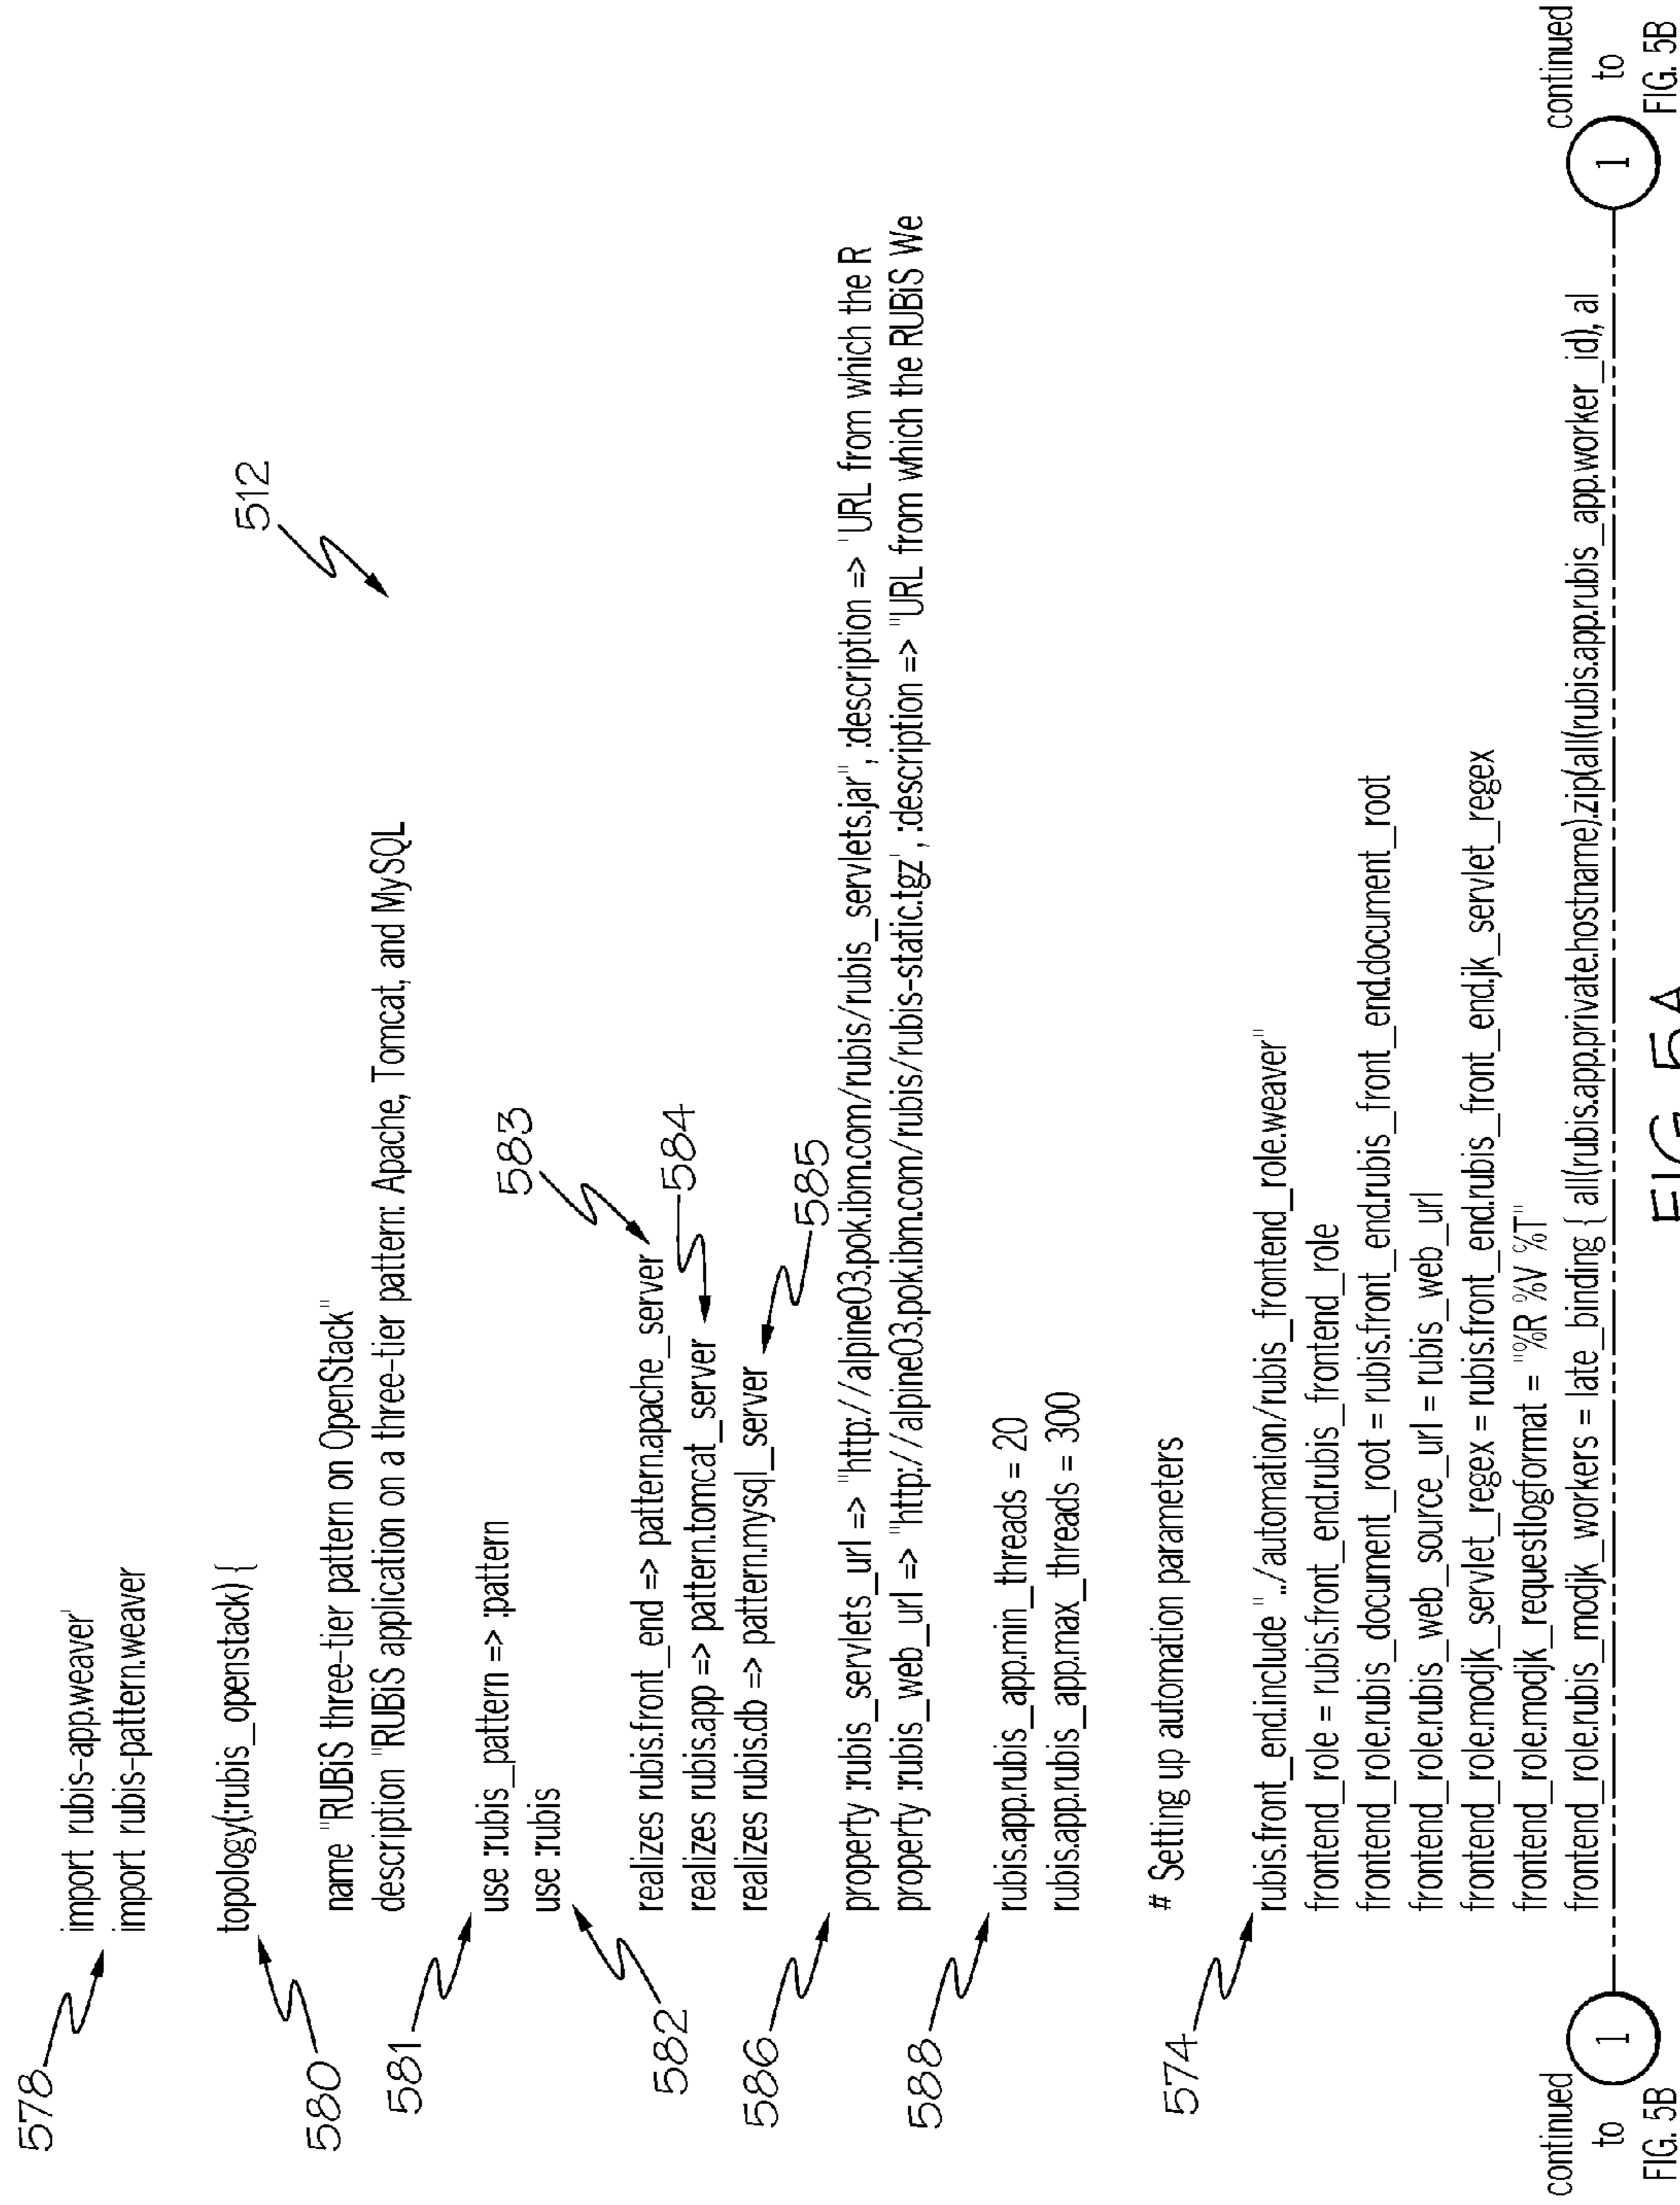 578
import rubis-app.weaver'
import rubis-pattern.weaver
580
topology(:rubis_openstack) {
512
name "RUBiS three-tier pattern on OpenStack"
description "RUBiS application on a three-tier pattern: Apache, Tomcat, and MySQL
581
use :rubis_pattern => :pattern
use :rubis
582
583
realizes rubis.front_end => pattern.apache_server
584
realizes rubis.app => pattern.tomcat_server
realizes rubis.db => pattern.mysql_server
585
586
property :rubis_servlets_url => "http://alpine03.pok.ibm.com/rubis/rubis_servlets.jar", :description => 'URL from which the R
property :rubis_web_url => "http://alpine03.pok.ibm.com/rubis/rubis-static.tgz', :description => "URL from which the RUBiS We
588
rubis.app.rubis_app.min_threads = 20
rubis.app.rubis_app.max_threads = 300
# Setting up automation parameters
574
rubis.front_end.include "../automation/rubis_frontend_role.weaver"
frontend_role = rubis.front_end.rubis_frontend_role
frontend_role.rubis_document_root = rubis.front_end.rubis_front_end.document_root
frontend_role.rubis_web_source_url = rubis_web_url
frontend_role.modjk_servlet_regex = rubis.front_end.rubis_front_end.jk_servlet_regex
frontend_role.modjk_requestlogformat = "%R %V %T"
frontend_role.rubis_modjk_workers = late_binding { all(rubis.app.private.hostname).zip(all(rubis.app.rubis_app.worker_id), al
continued
to
FIG. 5B
1
1
continued
to
FIG. 5B
FIG. 5A